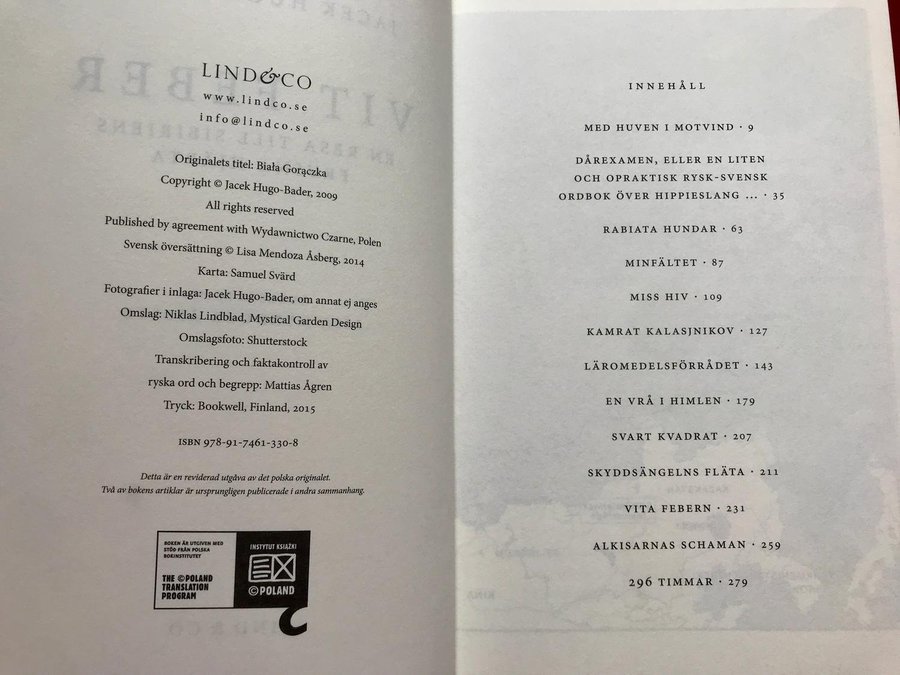 LIND&CO
www.lindco.se
info@lindco.se
Originalets titel: Biała Gorączka
Copyright © Jacek Hugo-Bader, 2009
All rights reserved
Published by agreement with Wydawnictwo Czarne, Polen
Svensk översättning © Lisa Mendoza Åsberg, 2014
Karta: Samuel Svärd
Fotografier i inlaga: Jacek Hugo-Bader, om annat ej anges
Omslag: Niklas Lindblad, Mystical Garden Design
Omslagsfoto: Shutterstock
Transkribering och faktakontroll av
ryska ord och begrepp: Mattias Ågren
Tryck: Bookwell, Finland, 2015
ISBN 978-91-7461-330-8
Detta är en reviderad utgåva av det polska originalet.
Två av bokens artiklar är ursprungligen publicerade i andra sammanhang.
BOKEN ÄR UTGIVEN MED
STÖD FRÅN POLSKA
BOKINSTITUTET
THE ©POLAND
TRANSLATION
PROGRAM
INSTYTUT KSIĄŻKI
©POLAND
INNEHÅLL
MED HUVEN I MOTVIND · 9
DÅREXAMEN, ELLER EN LITEN
OCH OPRAKTISK RYSK-SVENSK
ORDBOK ÖVER HIPPIESLANG ... · 35
RABIATA HUNDAR · 63
MINFÄLTET · 87
MISS HIV · 109
KAMRAT KALASJNIKOV · 127
LÄROMEDELSFÖRRÅDET · 143
EN VRÅ I HIMLEN · 179
SVART KVADRAT · 207
SKYDDSÄNGELNS FLÄTA · 211
VITA FEBERN · 231
ALKISARNAS SCHAMAN · 259
296 TIMMAR · 279